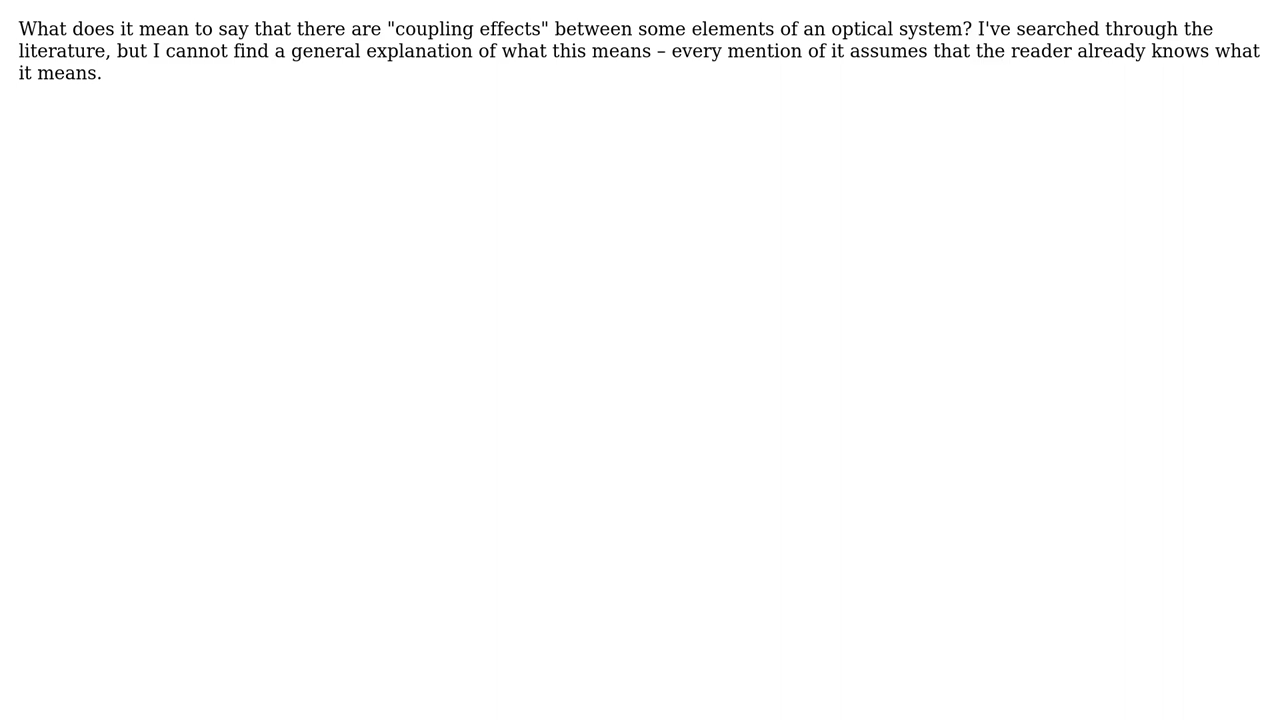 What does it mean to say that there are "coupling effects" between some elements of an optical system? I've searched through the
literature, but I cannot find a general explanation of what this means – every mention of it assumes that the reader already knows what
it means.